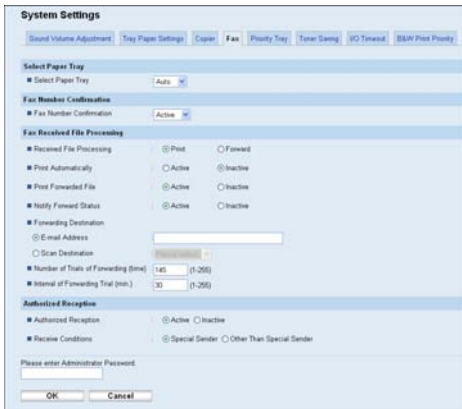 System Settings
Sound Volume Adjustment Tray Paper Settings Copier Fax Priority Tray Toner Saving I/O Timeout B&W Print Priority
Select Paper Tray
Select Paper Tray : Auto
Fax Number Confirmation
Fax Number Confirmation : Active
Fax Received File Processing
Received File Processing : Print Forward
Print Automatically : Active Inactive
Print Forwarded File : Active Inactive
Notify Forward Status : Active Inactive
Forwarding Destination
E-mail Address
Scan Destination
Number of Trials of Forwarding (time) 145 (1-255)
Interval of Forwarding Trial (min.) 30 (1-255)
Authorized Reception
Authorized Reception : Active Inactive
Receive Conditions : Special Sender Other Than Special Sender
Please enter Administrator Password.
OK Cancel